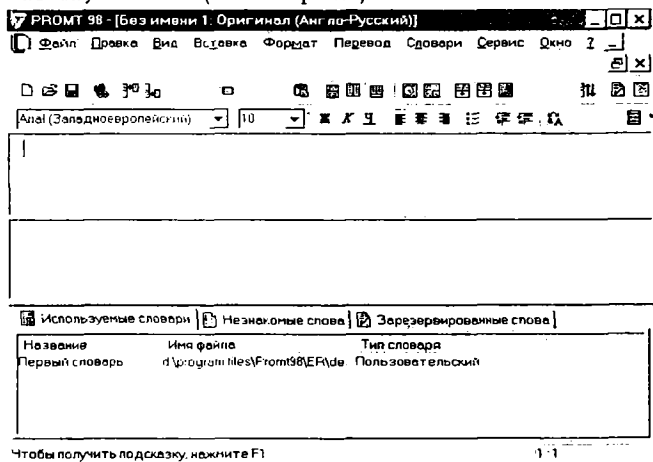 PROMT 98 - [Без имени 1: Оригинал (Англо-Русский)]
Файл Правка Вид Вставка Формат Перевод Словари Сервис Окно ?
Arial (Западноевропейский) 10 Ж К Ч
Используемые словари Незнакомые слова Зарезервированные слова
Название Имя файла Тип словаря
Первый словарь d:\program files\Promt98\ER\de Пользовательский
Чтобы получить подсказку, нажмите F1 1:1